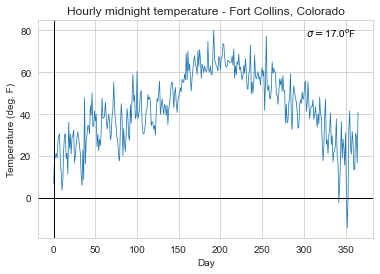 Hourly midnight temperature - Fort Collins, Colorado
σ = 17.0°F
Temperature (deg. F)
80
60
40
20
0
0 50 100 150 200 250 300 350
Day